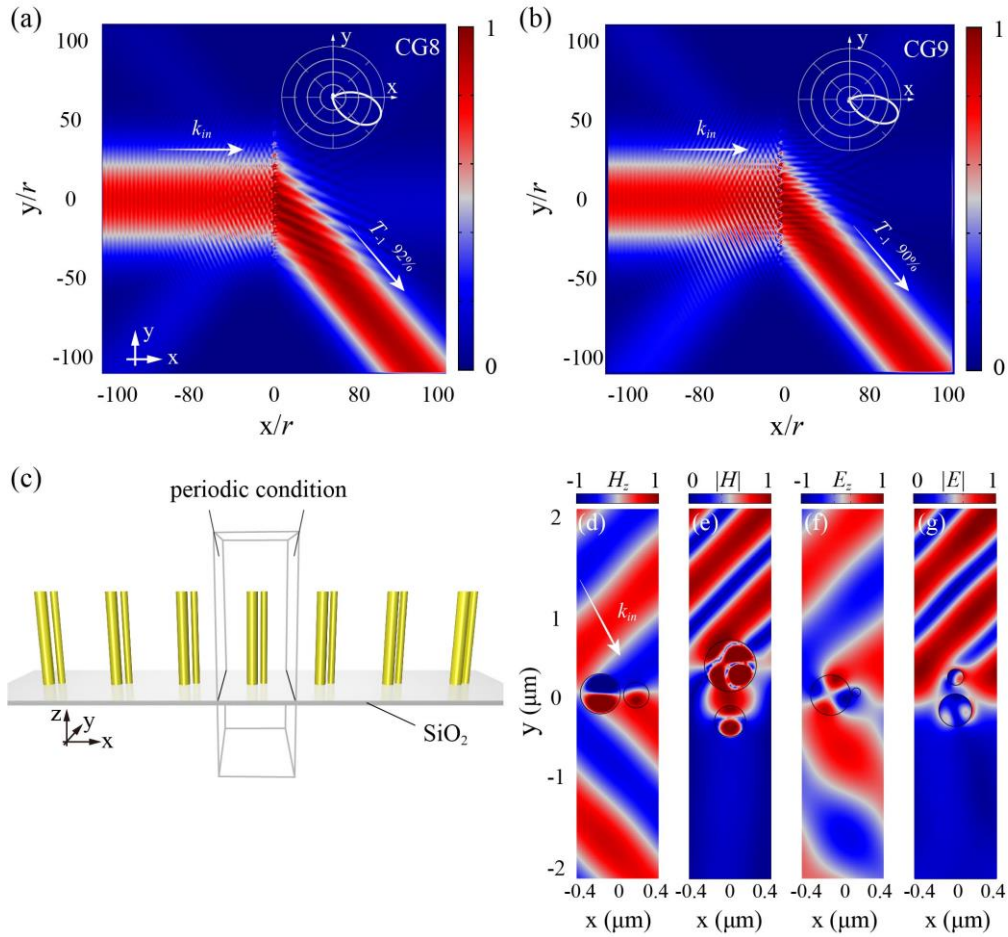 (a)
CG8
y
x
k_in
T_-1 92%
y
x
100
50
0
-50
-100
y/r
-100
-80
0
80
100
x/r
1
0
(b)
CG9
y
x
k_in
T_-1 90%
100
50
0
-50
-100
y/r
-100
-80
0
80
100
x/r
1
0
(c)
periodic condition
z
y
x
SiO₂
-1 H_z 1
0 |H| 1
-1 E_z 1
0 |E| 1
(d)
(e)
(f)
(g)
k_in
2
1
0
-1
-2
y (μm)
-0.4 0 0.4
-0.4 0 0.4
-0.4 0 0.4
-0.4 0 0.4
x (μm)
x (μm)
x (μm)
x (μm)